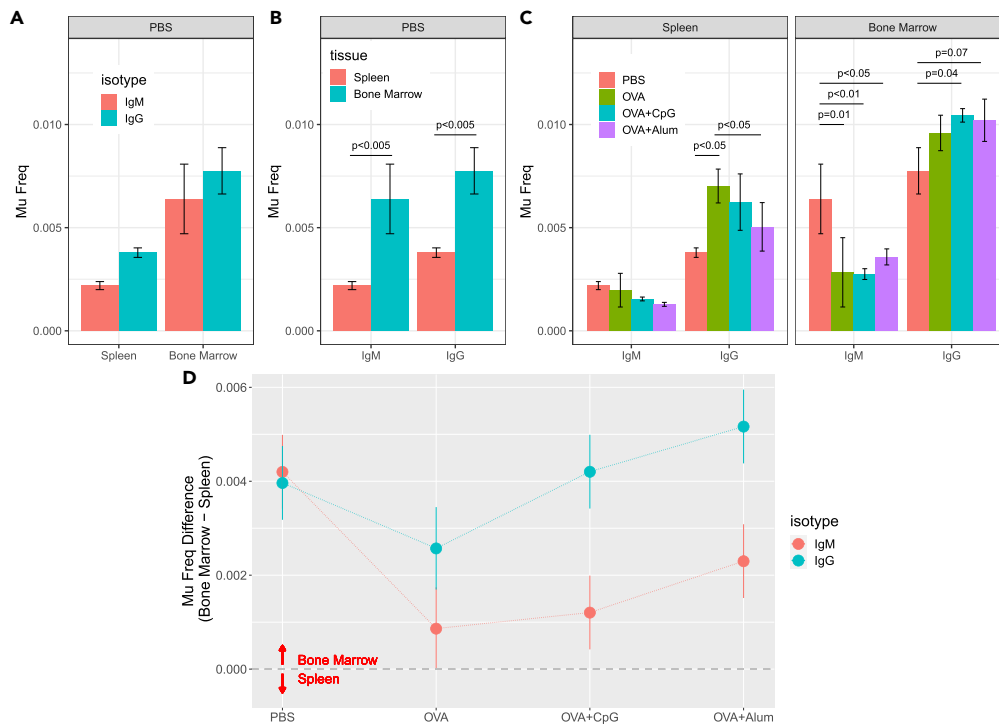 A
PBS
Mu Freq
0.010
0.005
0.000
isotype
IgM
IgG
Spleen
Bone Marrow
B
PBS
Mu Freq
0.010
0.005
0.000
tissue
Spleen
Bone Marrow
p<0.005
p<0.005
IgM
IgG
C
Spleen
Bone Marrow
Mu Freq
0.010
0.005
0.000
PBS
OVA
OVA+CpG
OVA+Alum
p<0.05
p<0.05
p=0.07
p<0.05
p=0.04
p<0.01
p=0.01
IgM
IgG
IgM
IgG
D
Mu Freq Difference
(Bone Marrow − Spleen)
0.006
0.004
0.002
0.000
Bone Marrow
Spleen
PBS
OVA
OVA+CpG
OVA+Alum
isotype
IgM
IgG